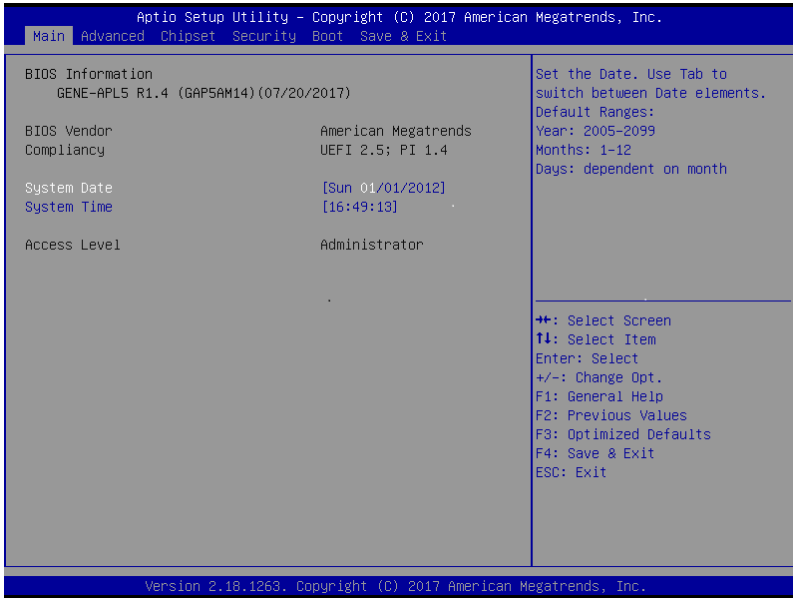 Aptio Setup Utility – Copyright (C) 2017 American Megatrends, Inc.
Main Advanced Chipset Security Boot Save & Exit
BIOS Information
GENE-APL5 R1.4 (GAP5AM14)(07/20/2017)
BIOS Vendor American Megatrends
Compliancy UEFI 2.5; PI 1.4
System Date [Sun 01/01/2012]
System Time [16:49:13]
Access Level Administrator
Set the Date. Use Tab to
switch between Date elements.
Default Ranges:
Year: 2005-2099
Months: 1-12
Days: dependent on month
→←: Select Screen
↑↓: Select Item
Enter: Select
+/-: Change Opt.
F1: General Help
F2: Previous Values
F3: Optimized Defaults
F4: Save & Exit
ESC: Exit
Version 2.18.1263. Copyright (C) 2017 American Megatrends, Inc.